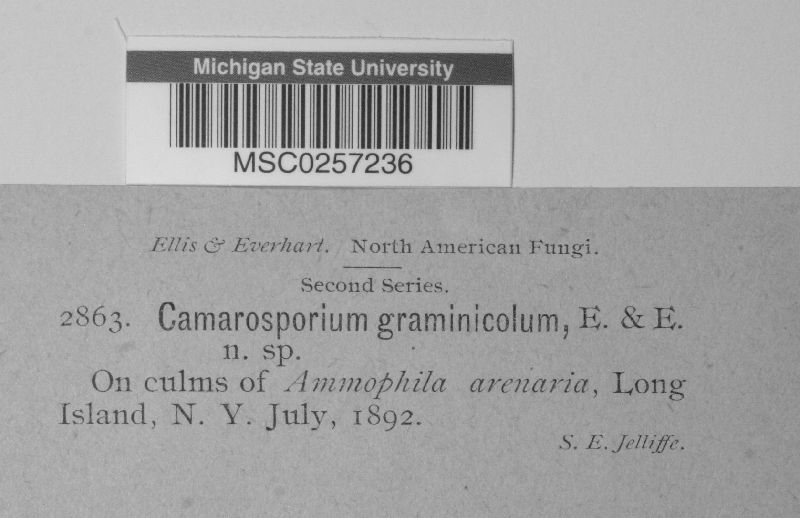 Michigan State University
MSC0257236
Ellis & Everhart. North American Fungi.
Second Series.
2863. Camarosporium graminicolum, E. & E.
n. sp.
On culms of Ammophila arenaria, Long
Island, N. Y. July, 1892.
S. E. Jelliffe.